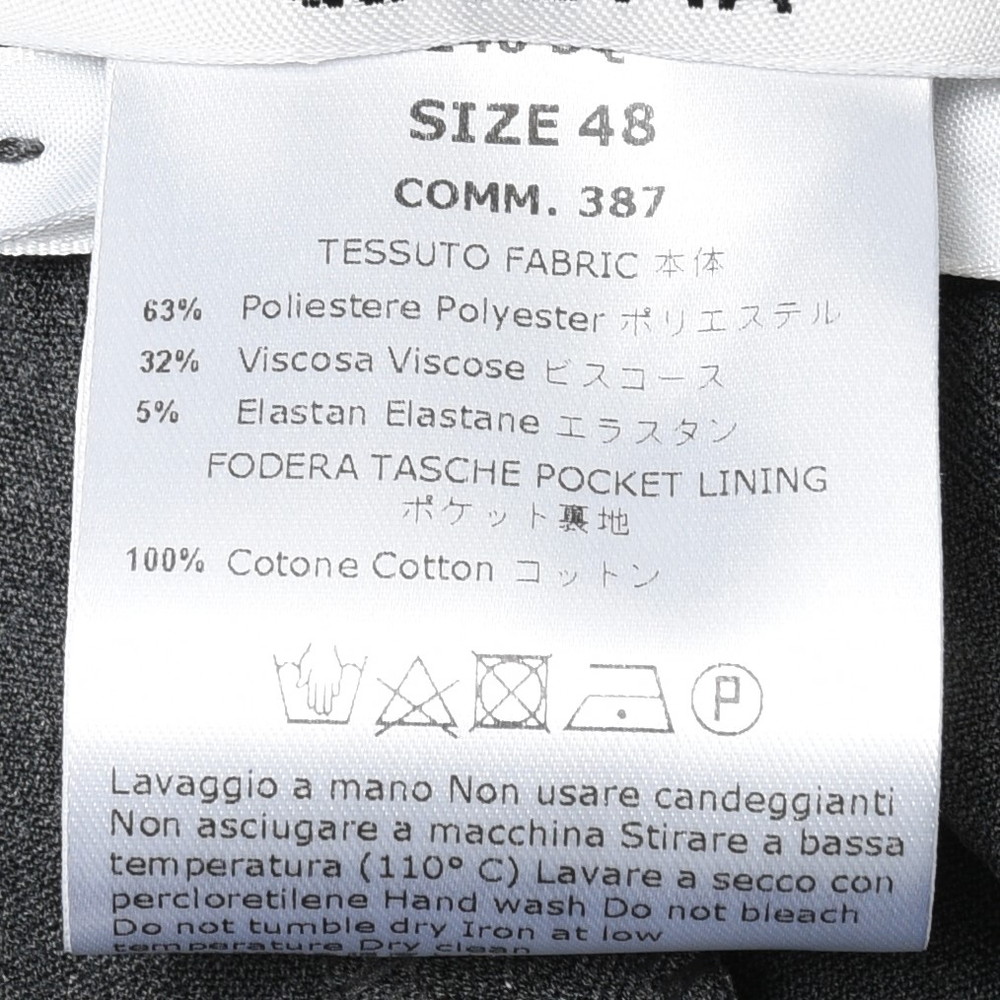 SIZE 48
COMM. 387
TESSUTO FABRIC 本体
63% Poliestere Polyester ポリエステル
32% Viscosa Viscose ビスコース
5% Elastan Elastane エラスタン
FODERA TASCHE POCKET LINING
ポケット裏地
100% Cotone Cotton コットン
P
Lavaggio a mano Non usare candeggianti
Non asciugare a macchina Stirare a bassa
temperatura (110° C) Lavare a secco con
percloretilene Hand wash Do not bleach
Do not tumble dry Iron at low
temperature Dry clean